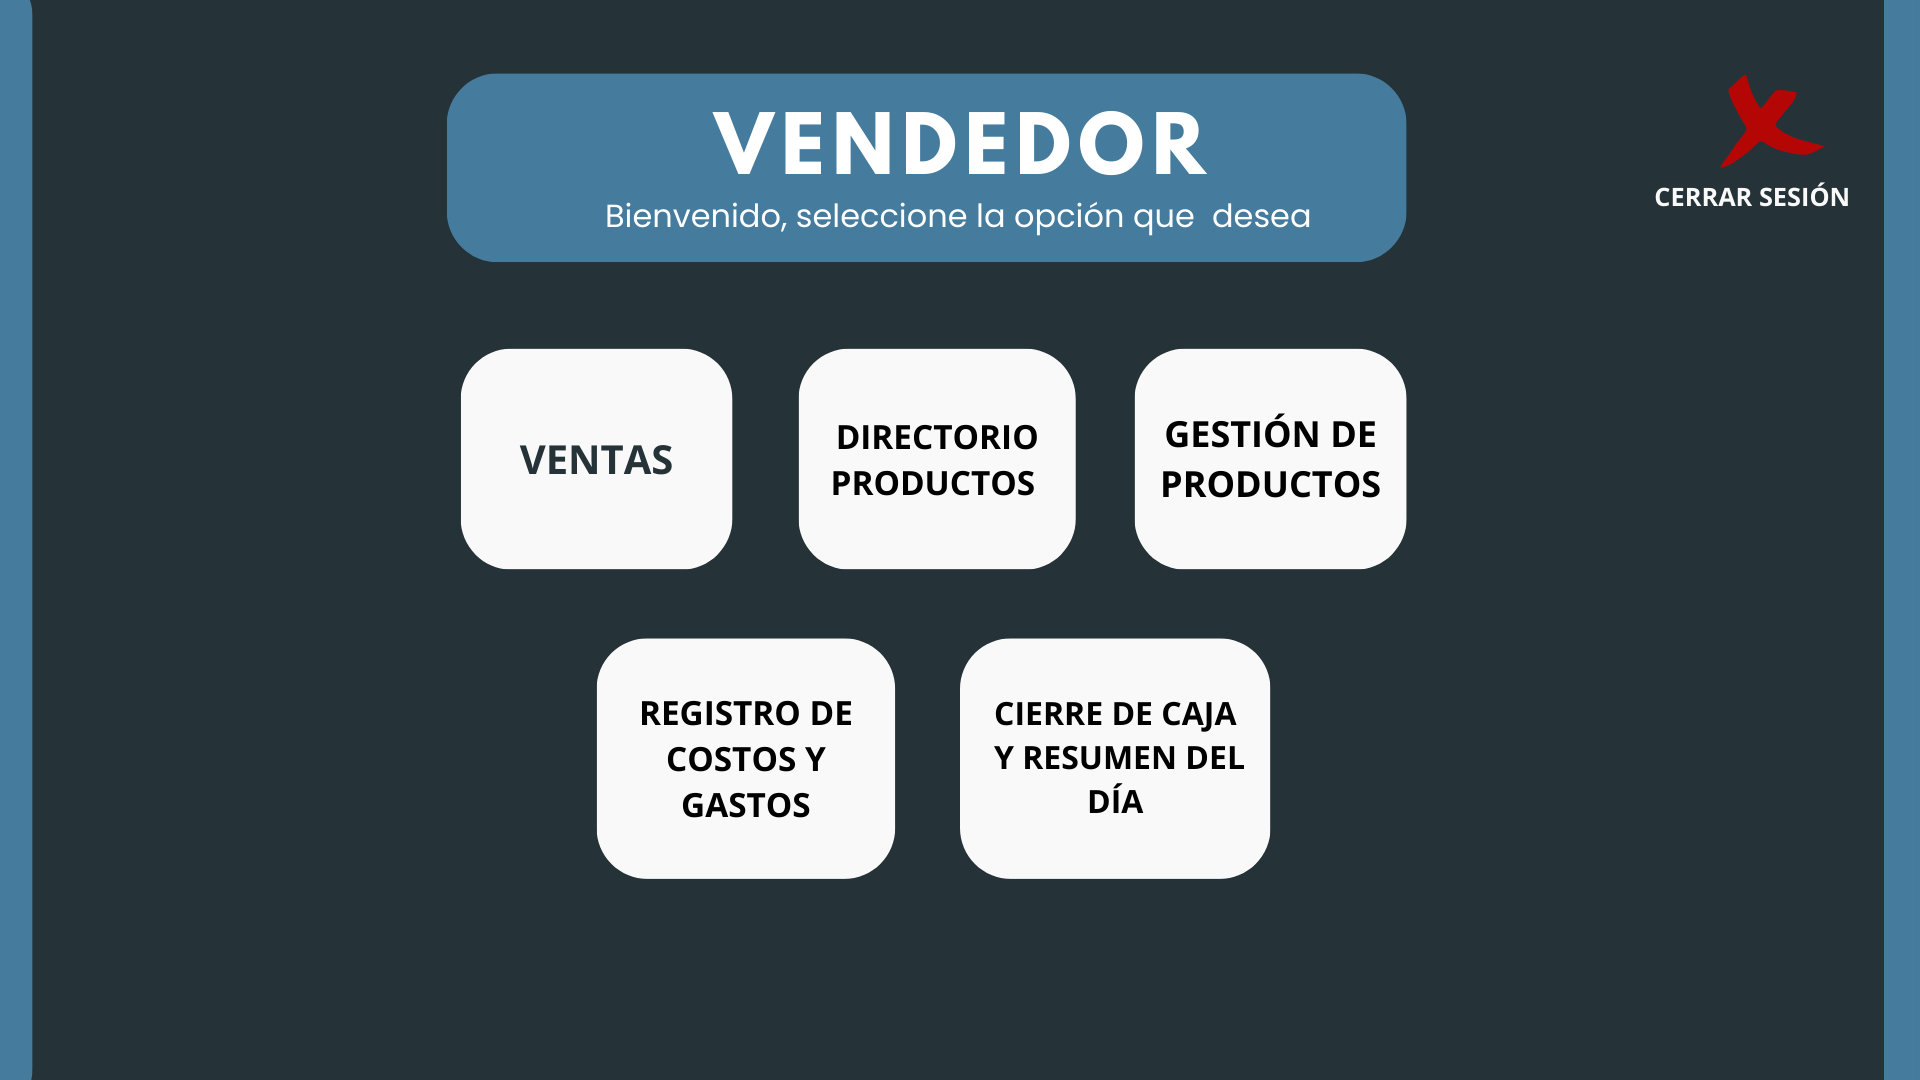 VENDEDOR
Bienvenido, seleccione la opción que  desea
CERRAR SESIÓN
VENTAS
DIRECTORIO
PRODUCTOS
GESTIÓN DE
PRODUCTOS
REGISTRO DE
COSTOS Y
GASTOS
CIERRE DE CAJA
Y RESUMEN DEL
DÍA